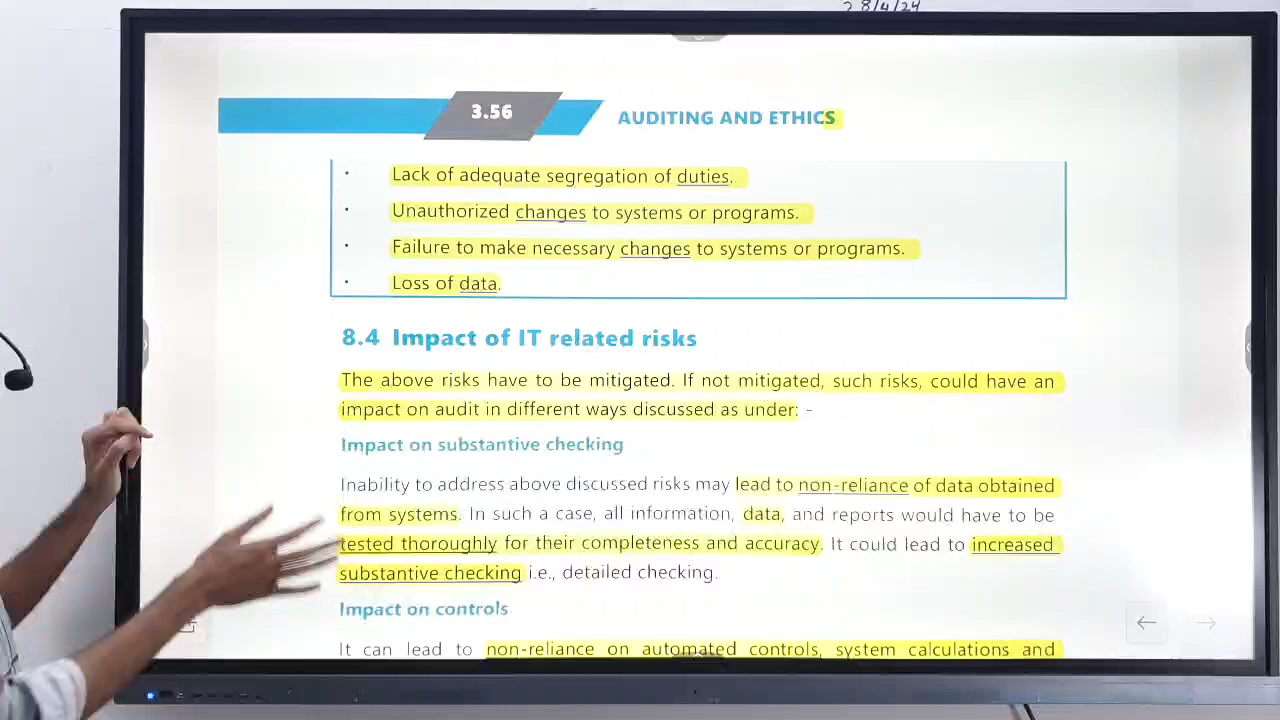 28/4/24
3.56
AUDITING AND ETHICS
· Lack of adequate segregation of duties.
· Unauthorized changes to systems or programs.
· Failure to make necessary changes to systems or programs.
· Loss of data.
8.4 Impact of IT related risks
The above risks have to be mitigated. If not mitigated, such risks, could have an
impact on audit in different ways discussed as under: -
Impact on substantive checking
Inability to address above discussed risks may lead to non-reliance of data obtained
from systems. In such a case, all information, data, and reports would have to be
tested thoroughly for their completeness and accuracy. It could lead to increased
substantive checking i.e., detailed checking.
Impact on controls
It can lead to non-reliance on automated controls, system calculations and